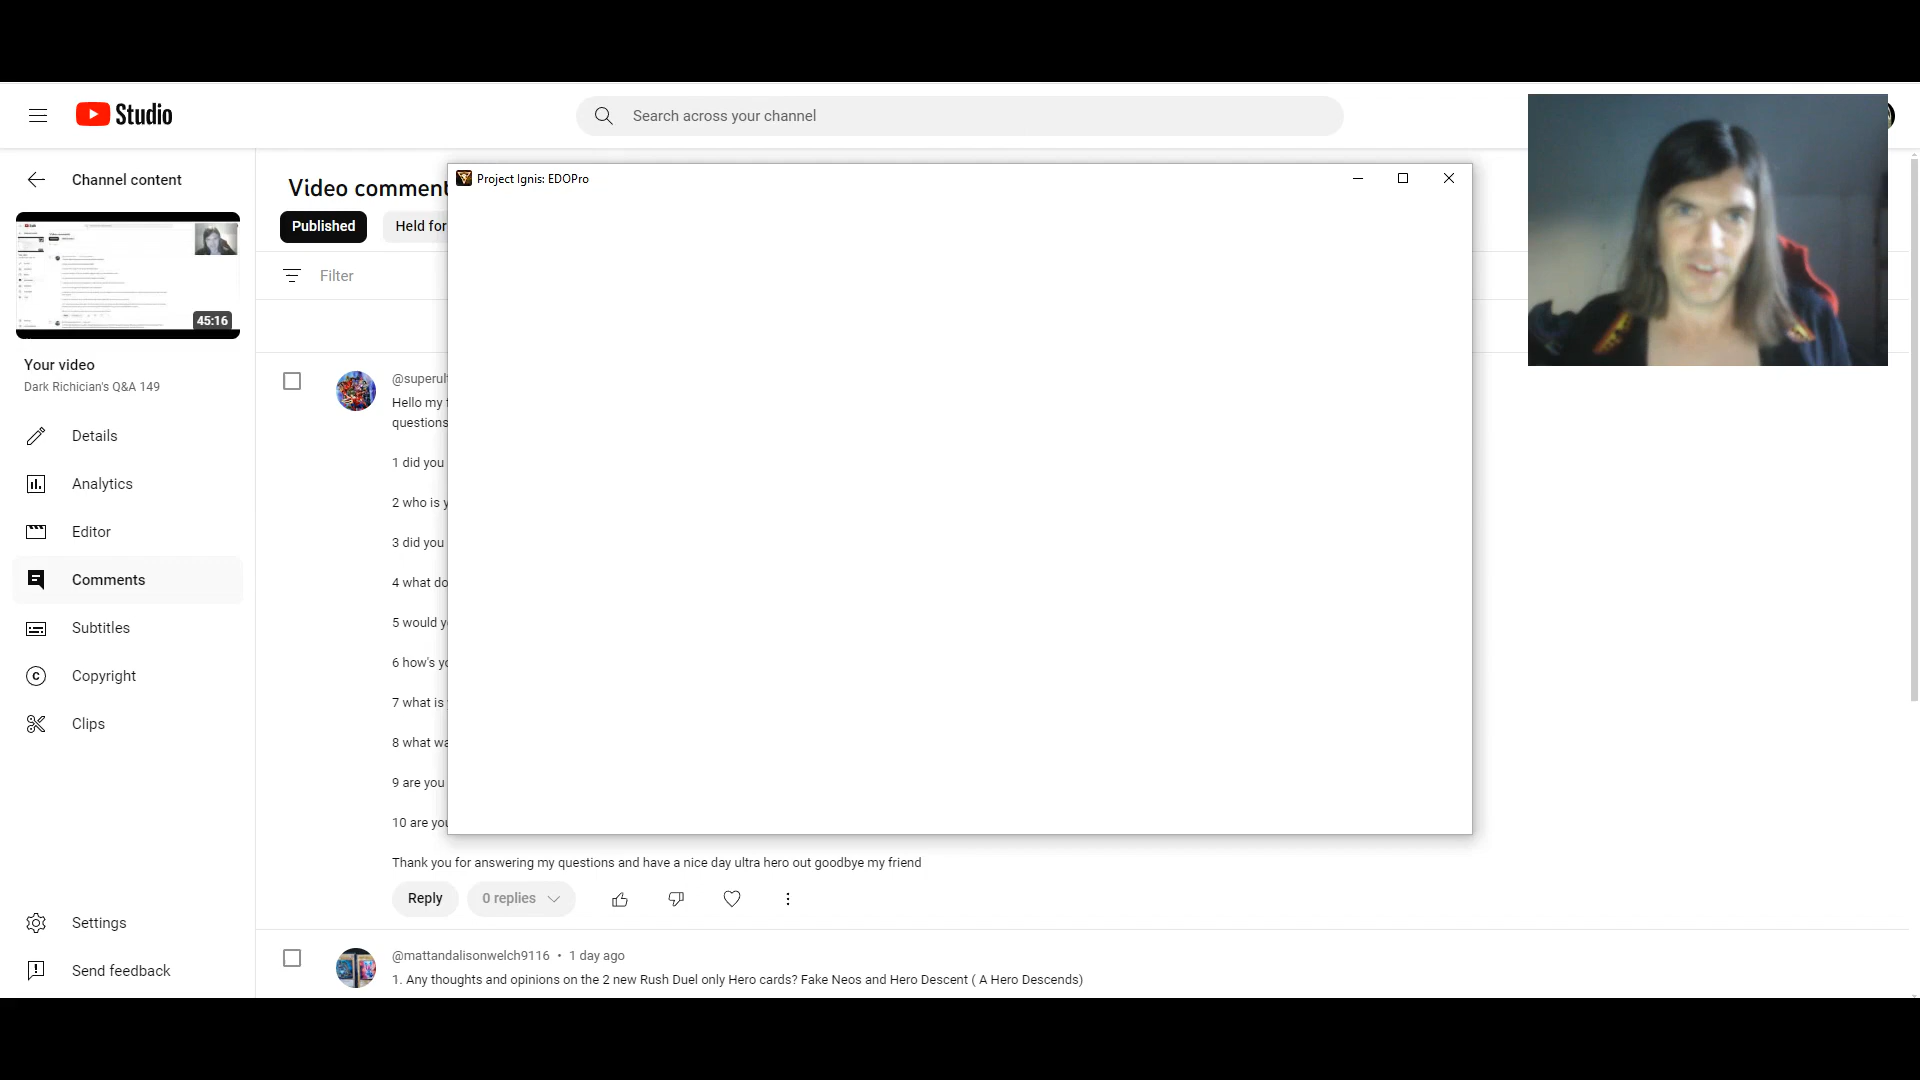 Studio
Search across your channel
Channel content
45:16
Your video
Dark Richician's Q&A 149
Details
Analytics
Editor
Comments
Subtitles
Copyright
Clips
Settings
Send feedback
Video comment
Published
Held for
Filter
Project Ignis: EDOPro
@superul
Hello my
questions
1 did you
2 who is
3 did you
4 what do
5 would
6 how's
7 what is
8 what
9 are you
10 are
Thank you for answering my questions and have a nice day ultra hero out goodbye my friend
Reply
0 replies
@mattandalisonwelch9116 • 1 day ago
1. Any thoughts and opinions on the 2 new Rush Duel only Hero cards? Fake Neos and Hero Descent ( A Hero Descends)